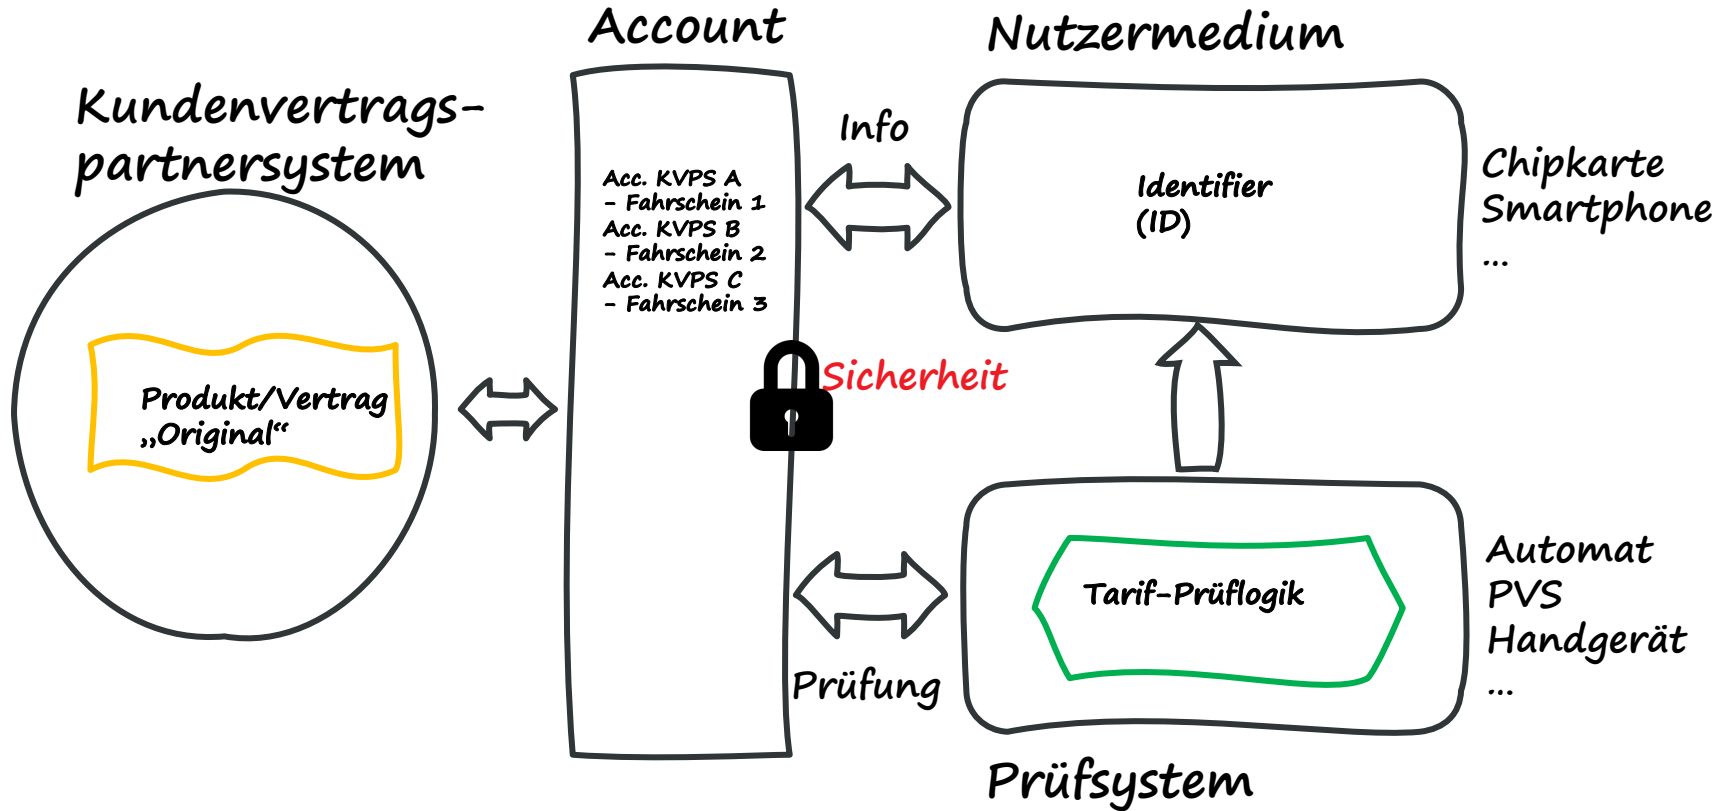 Kundenvertrags-
partnersystem
Produkt/Vertrag
„Original“
Account
Acc. KVPS A
- Fahrschein 1
Acc. KVPS B
- Fahrschein 2
Acc. KVPS C
- Fahrschein 3
Sicherheit
Info
Prüfung
Nutzermedium
Identifier
(ID)
Chipkarte
Smartphone
...
Tarif-Prüflogik
Automat
PVS
Handgerät
...
Prüfsystem